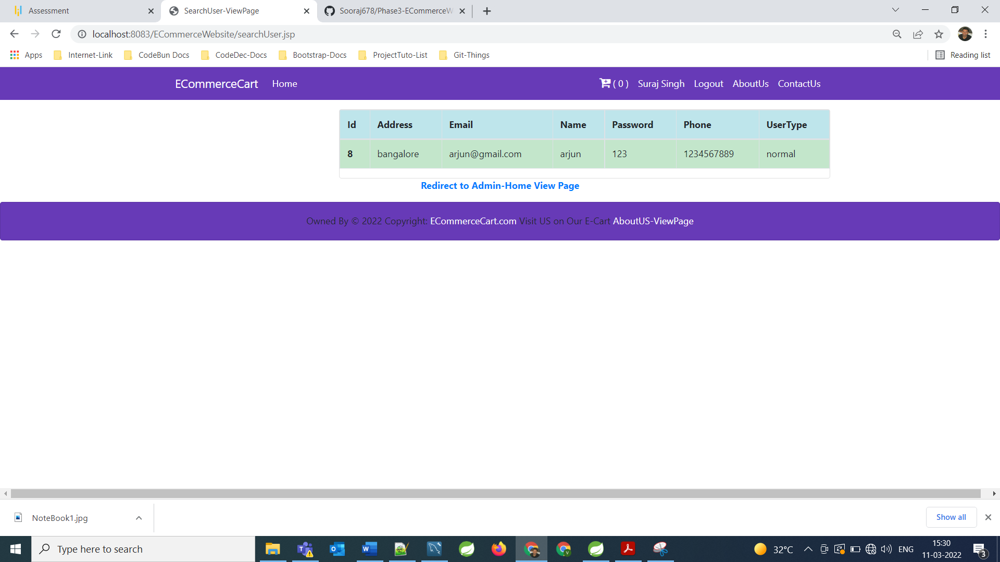 Assessment
SearchUser-ViewPage
Sooraj678/Phase3-ECommerceW
localhost:8083/ECommerceWebsite/searchUser.jsp
Apps Internet-Link CodeBun Docs CodeDec-Docs Bootstrap-Docs ProjectTuto-List Git-Things Reading list
ECommerceCart Home ( 0 ) Suraj Singh Logout AboutUs ContactUs
Id Address Email Name Password Phone UserType
8 bangalore arjun@gmail.com arjun 123 1234567889 normal
Redirect to Admin-Home View Page
Owned By © 2022 Copyright: ECommerceCart.com Visit US on Our E-Cart AboutUS-ViewPage
NoteBook1.jpg Show all
Type here to search 32°C ENG 15:30
11-03-2022 3